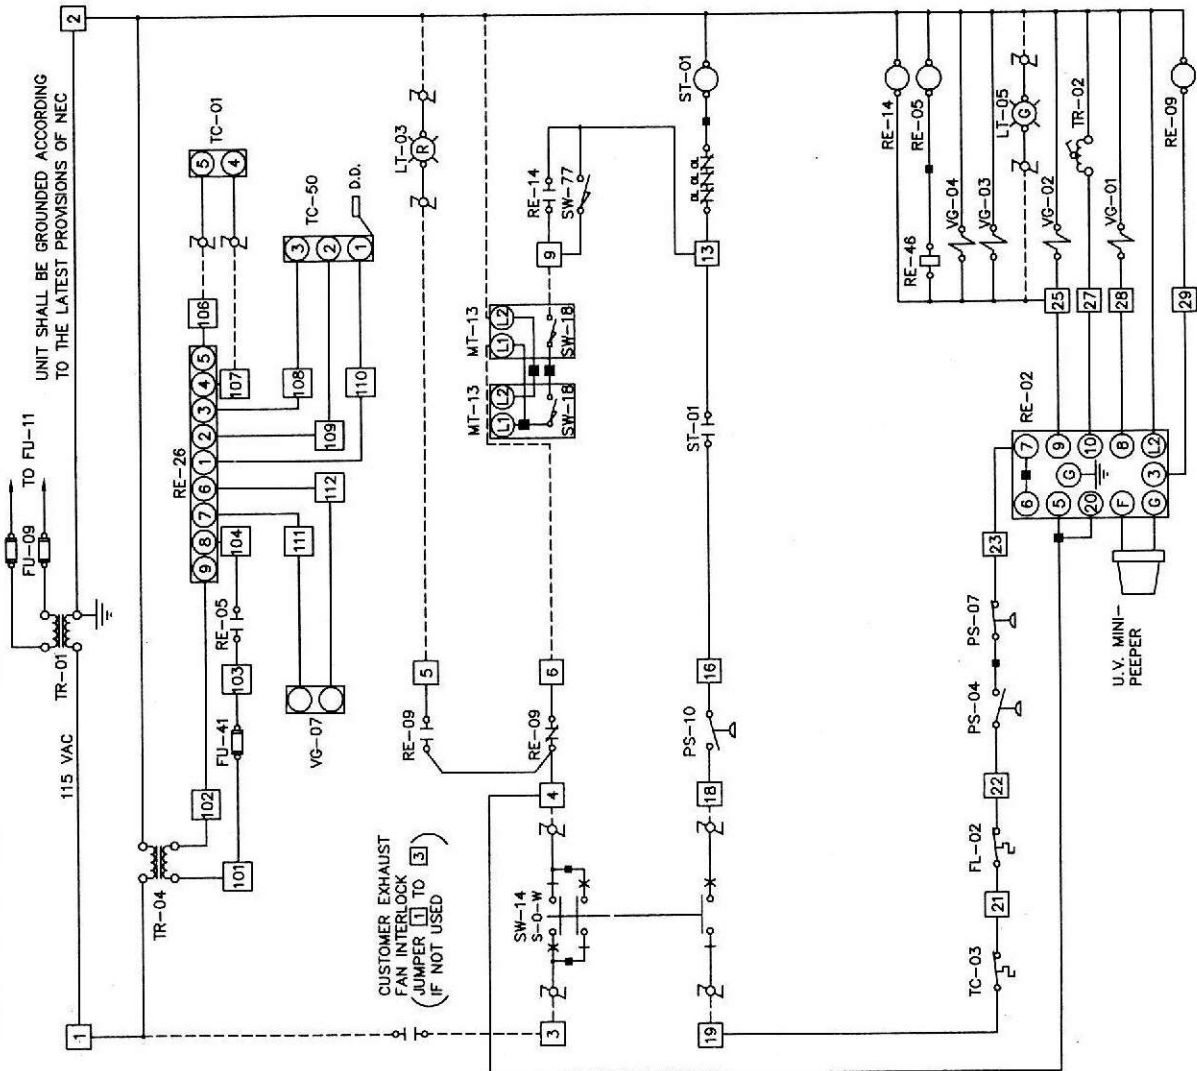 UNIT SHALL BE GROUNDED ACCORDING
TO THE LATEST PROVISIONS OF NEC
FU-09
TO FU-11
TR-01
1
115 VAC
2
TR-04
101
102
FU-41
103
RE-05
104
RE-26
9 8 7 6 1 2 3 4 5
106
107
TC-01
5
4
VG-07
111
112
108
109
110
TC-50
3
2
1
D.D.
CUSTOMER EXHAUST
FAN INTERLOCK
(JUMPER 1 TO 3)
(IF NOT USED)
RE-09
5
LT-03
R
3
SW-14
S-O-W
4
RE-09
6
MT-13
L1 L2
SW-18
MT-13
L1 L2
SW-18
9
RE-14
SW-77
19
18
PS-10
16
ST-01
13
OL OL OL
ST-01
TC-03
21
FL-02
22
PS-04
PS-07
23
U.V. MINI-
PEEPER
RE-02
6 7
5 9
G
20 10
F 8
G 3 L2
RE-14
RE-46
RE-05
VG-04
VG-03
LT-05
G
25
VG-02
27
TR-02
28
VG-01
29
RE-09